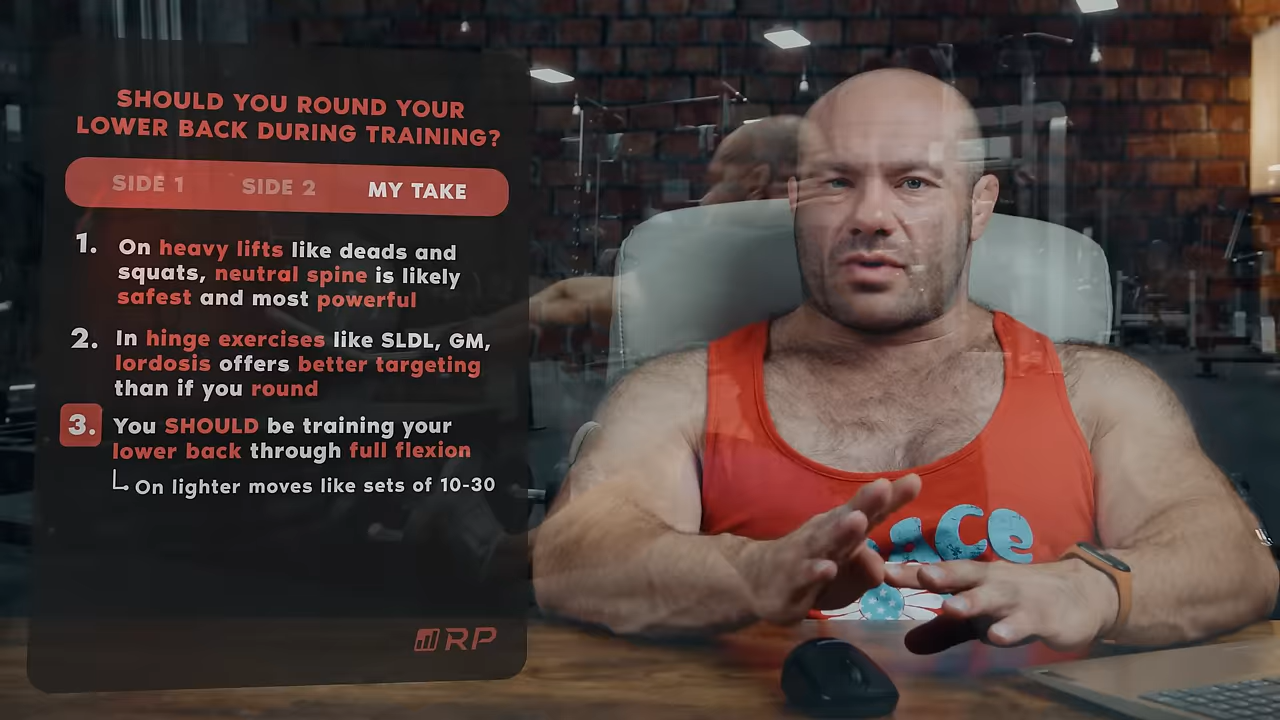 SHOULD YOU ROUND YOUR
LOWER BACK DURING TRAINING?
SIDE 1
SIDE 2
MY TAKE
1. On heavy lifts like deads and
squats, neutral spine is likely
safest and most powerful
2. In hinge exercises like SLDL, GM,
lordosis offers better targeting
than if you round
3. You SHOULD be training your
lower back through full flexion
On lighter moves like sets of 10-30
RP